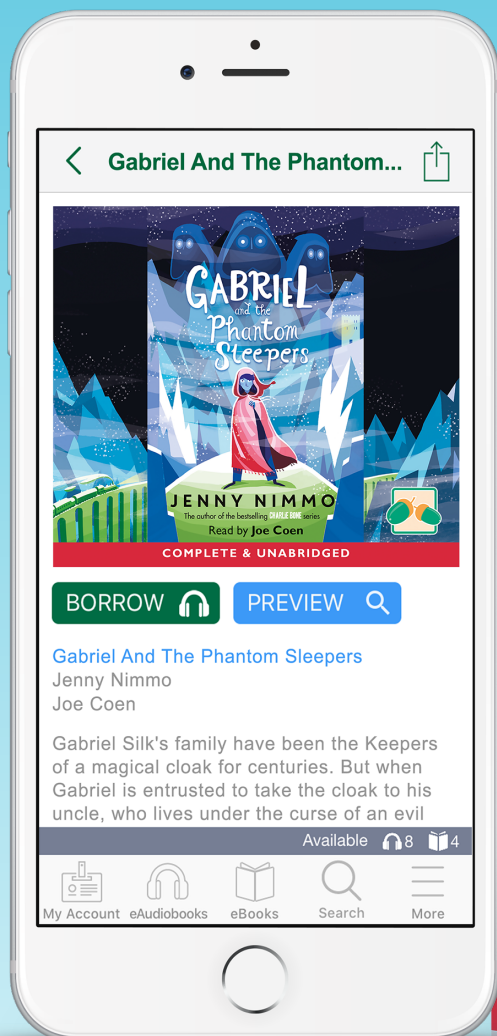 Gabriel And The Phantom...
GABRIEL
and the
Phantom
Sleepers
JENNY NIMMO
The author of the bestselling CHARLIE BONE series
Read by Joe Coen
COMPLETE & UNABRIDGED
BORROW
PREVIEW
Gabriel And The Phantom Sleepers
Jenny Nimmo
Joe Coen
Gabriel Silk's family have been the Keepers
of a magical cloak for centuries. But when
Gabriel is entrusted to take the cloak to his
uncle, who lives under the curse of an evil
Available 8 4
My Account eAudiobooks eBooks Search More